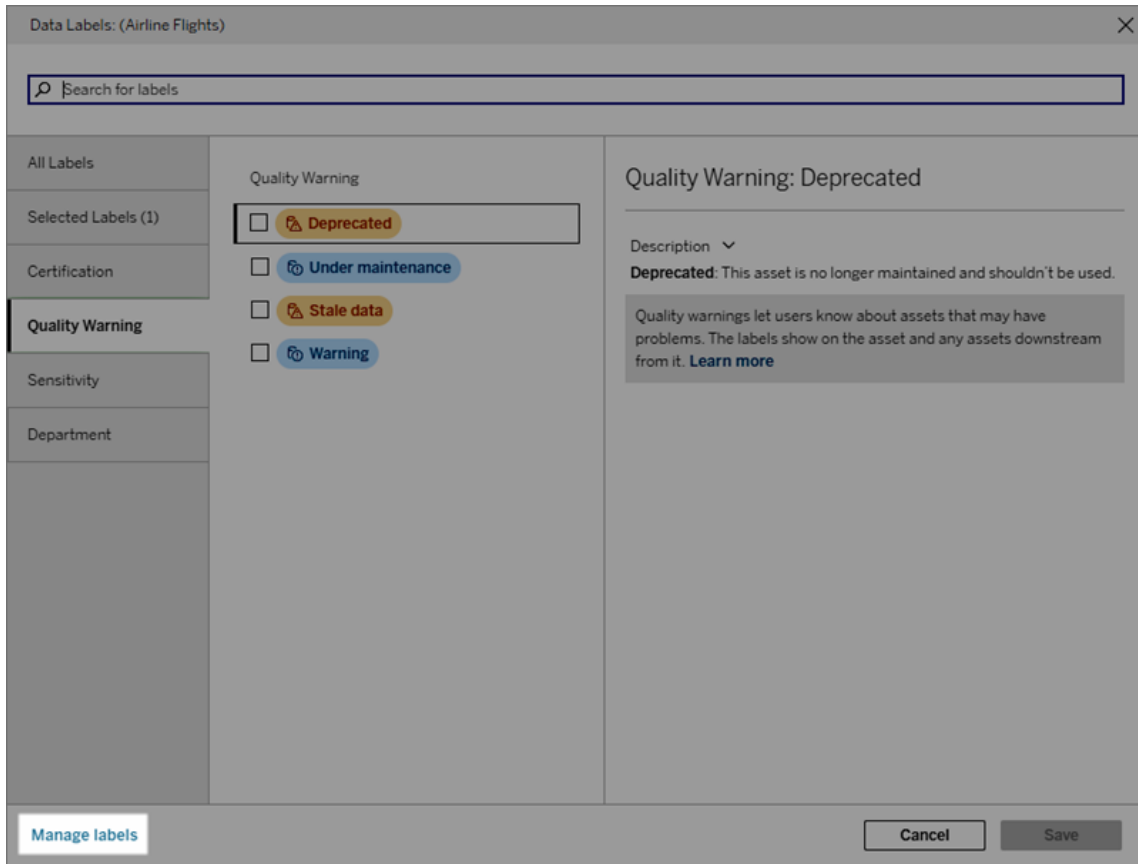 Data Labels: (Airline Flights)
Search for labels
All Labels
Selected Labels (1)
Certification
Quality Warning
Sensitivity
Department
Quality Warning
Deprecated
Under maintenance
Stale data
Warning
Quality Warning: Deprecated
Description
Deprecated: This asset is no longer maintained and shouldn't be used.
Quality warnings let users know about assets that may have
problems. The labels show on the asset and any assets downstream
from it. Learn more
Manage labels
Cancel
Save